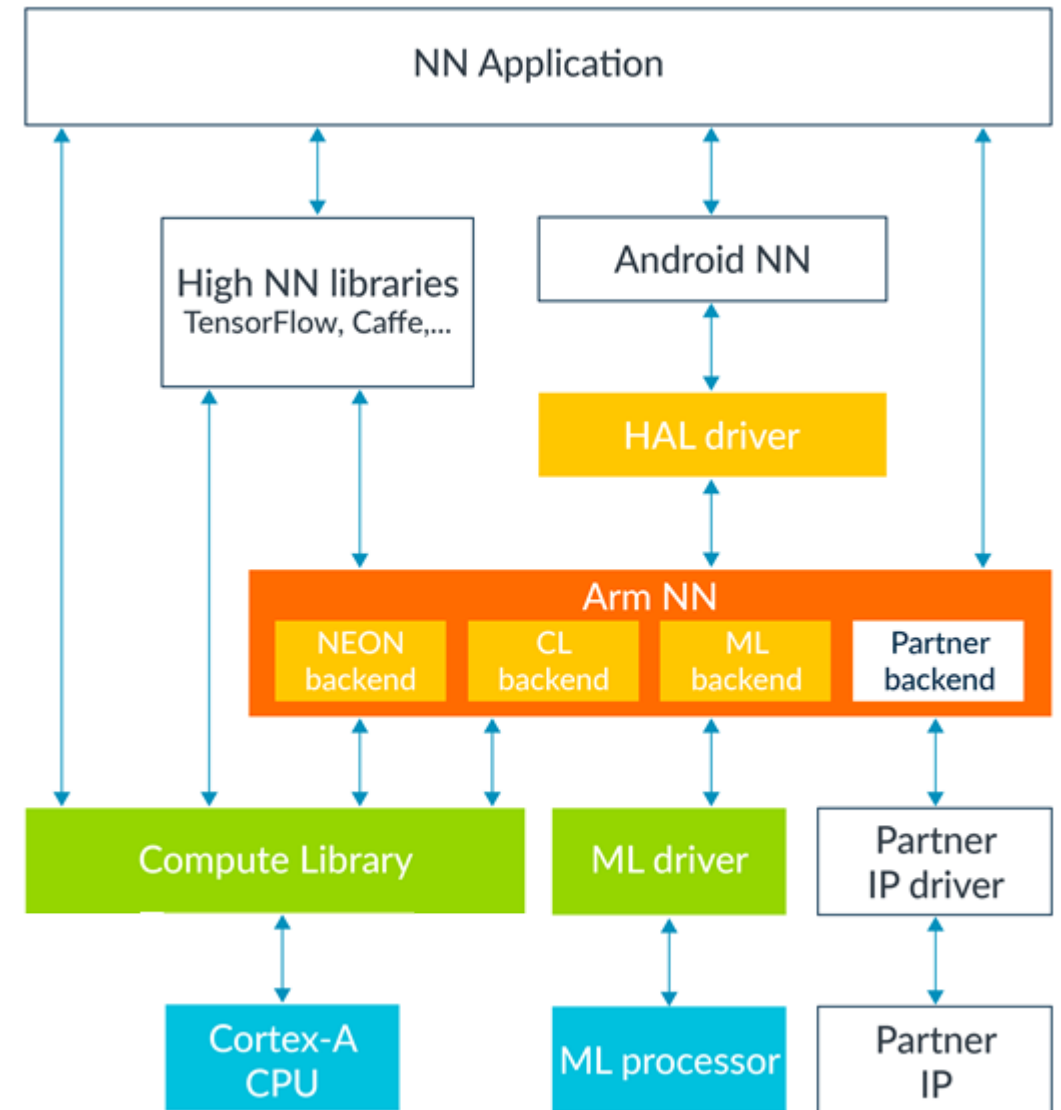 NN Application
High NN libraries
TensorFlow, Caffe,...
Android NN
HAL driver
Arm NN
NEON
backend
CL
backend
ML
backend
Partner
backend
Compute Library
ML driver
Partner
IP driver
Cortex-A
CPU
ML processor
Partner
IP